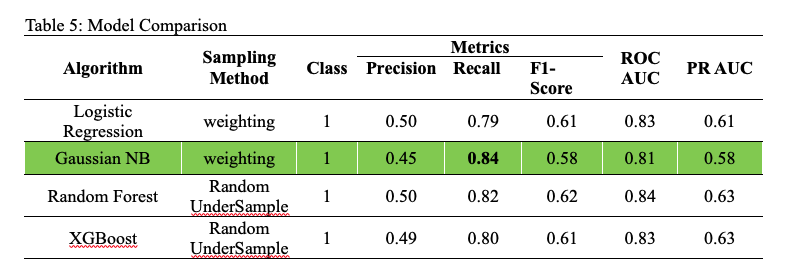 Table 5: Model Comparison
Algorithm Sampling Method Class Metrics ROC AUC PR AUC
Precision Recall F1-Score
Logistic Regression weighting 1 0.50 0.79 0.61 0.83 0.61
Gaussian NB weighting 1 0.45 0.84 0.58 0.81 0.58
Random Forest Random UnderSample 1 0.50 0.82 0.62 0.84 0.63
XGBoost Random UnderSample 1 0.49 0.80 0.61 0.83 0.63